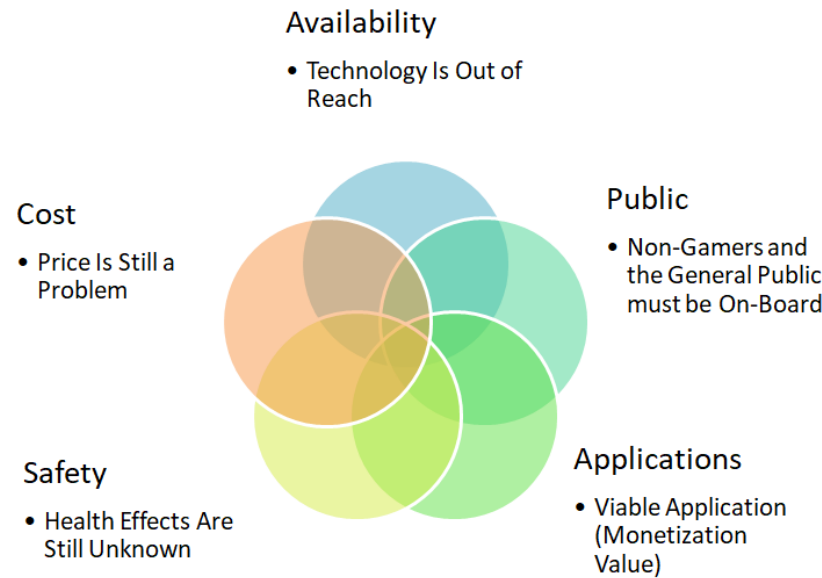 Availability
• Technology Is Out of
Reach
Public
• Non-Gamers and
the General Public
must be On-Board
Cost
• Price Is Still a
Problem
Applications
• Viable Application
(Monetization
Value)
Safety
• Health Effects Are
Still Unknown